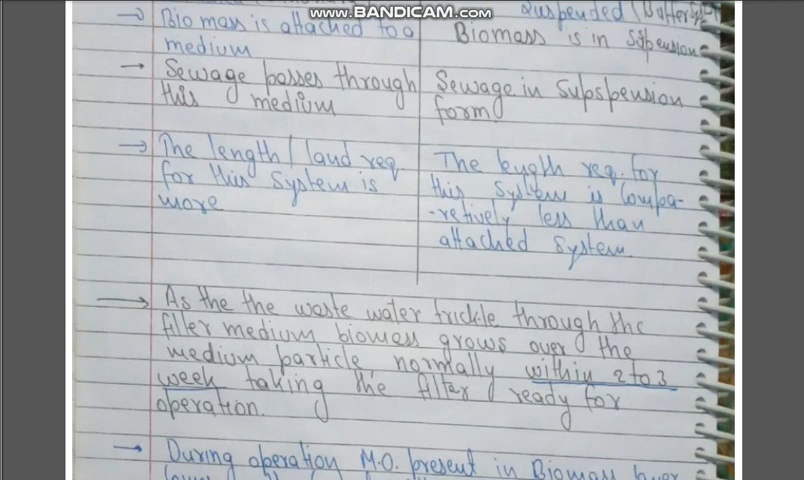 www.BANDICAM.com
→ Biomass is attached to a
medium
Suspended
Biomass is in Sspension
→ Sewage passes through
this medium
Sewage in Subspension
form
→ The length / land req.
for this System is
more
The length req. for
this System is Compa-
-retively less than
attached System.
→ As the the waste water trickle through the
filler medium biomass grows over the
medium particle, normally within 2 to 3
week taking the filter ready for
operation.
→ During operation M.O. present in Biomass layer